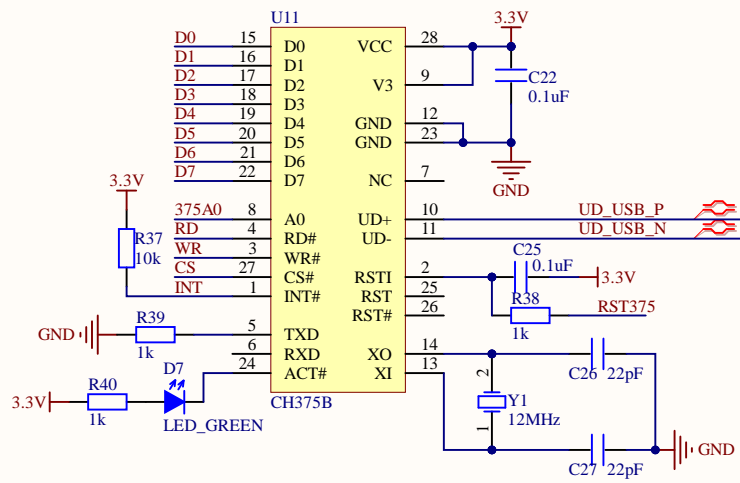 U11
3.3V
D0 15 D0 VCC 28
D1 16 D1
D2 17 D2 V3 9
D3 18 D3
D4 19 D4 GND 12
D5 20 D5 GND 23
D6 21 D6
D7 22 D7 NC 7
C22
0.1uF
GND
3.3V
R37
10k
375A0 8 A0 UD+ 10 UD_USB_P
RD 4 RD# UD- 11 UD_USB_N
WR 3 WR#
CS 27 CS# RSTI 2
INT 1 INT# RST 25
RST# 26
C25
0.1uF
3.3V
R38
1k
RST375
GND
R39
1k
5 TXD
6 RXD XO 14
24 ACT# XI 13
3.3V
R40
1k
D7
LED_GREEN
CH375B
2
Y1
12MHz
1
C26 22pF
C27 22pF
GND